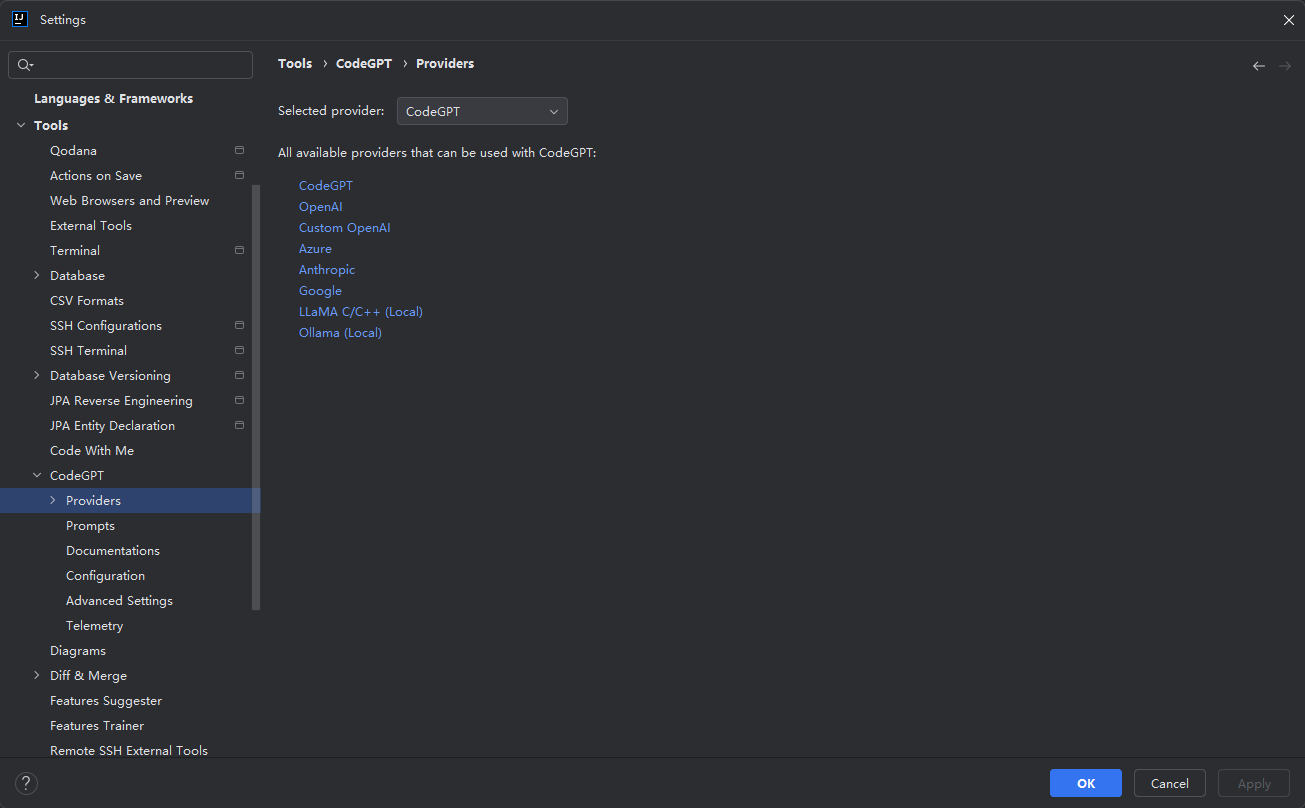 Settings
Languages & Frameworks
Tools
Qodana
Actions on Save
Web Browsers and Preview
External Tools
Terminal
Database
CSV Formats
SSH Configurations
SSH Terminal
Database Versioning
JPA Reverse Engineering
JPA Entity Declaration
Code With Me
CodeGPT
Providers
Prompts
Documentations
Configuration
Advanced Settings
Telemetry
Diagrams
Diff & Merge
Features Suggester
Features Trainer
Remote SSH External Tools
Tools › CodeGPT › Providers
Selected provider: CodeGPT
All available providers that can be used with CodeGPT:
CodeGPT
OpenAI
Custom OpenAI
Azure
Anthropic
Google
LLaMA C/C++ (Local)
Ollama (Local)
?
OK
Cancel
Apply